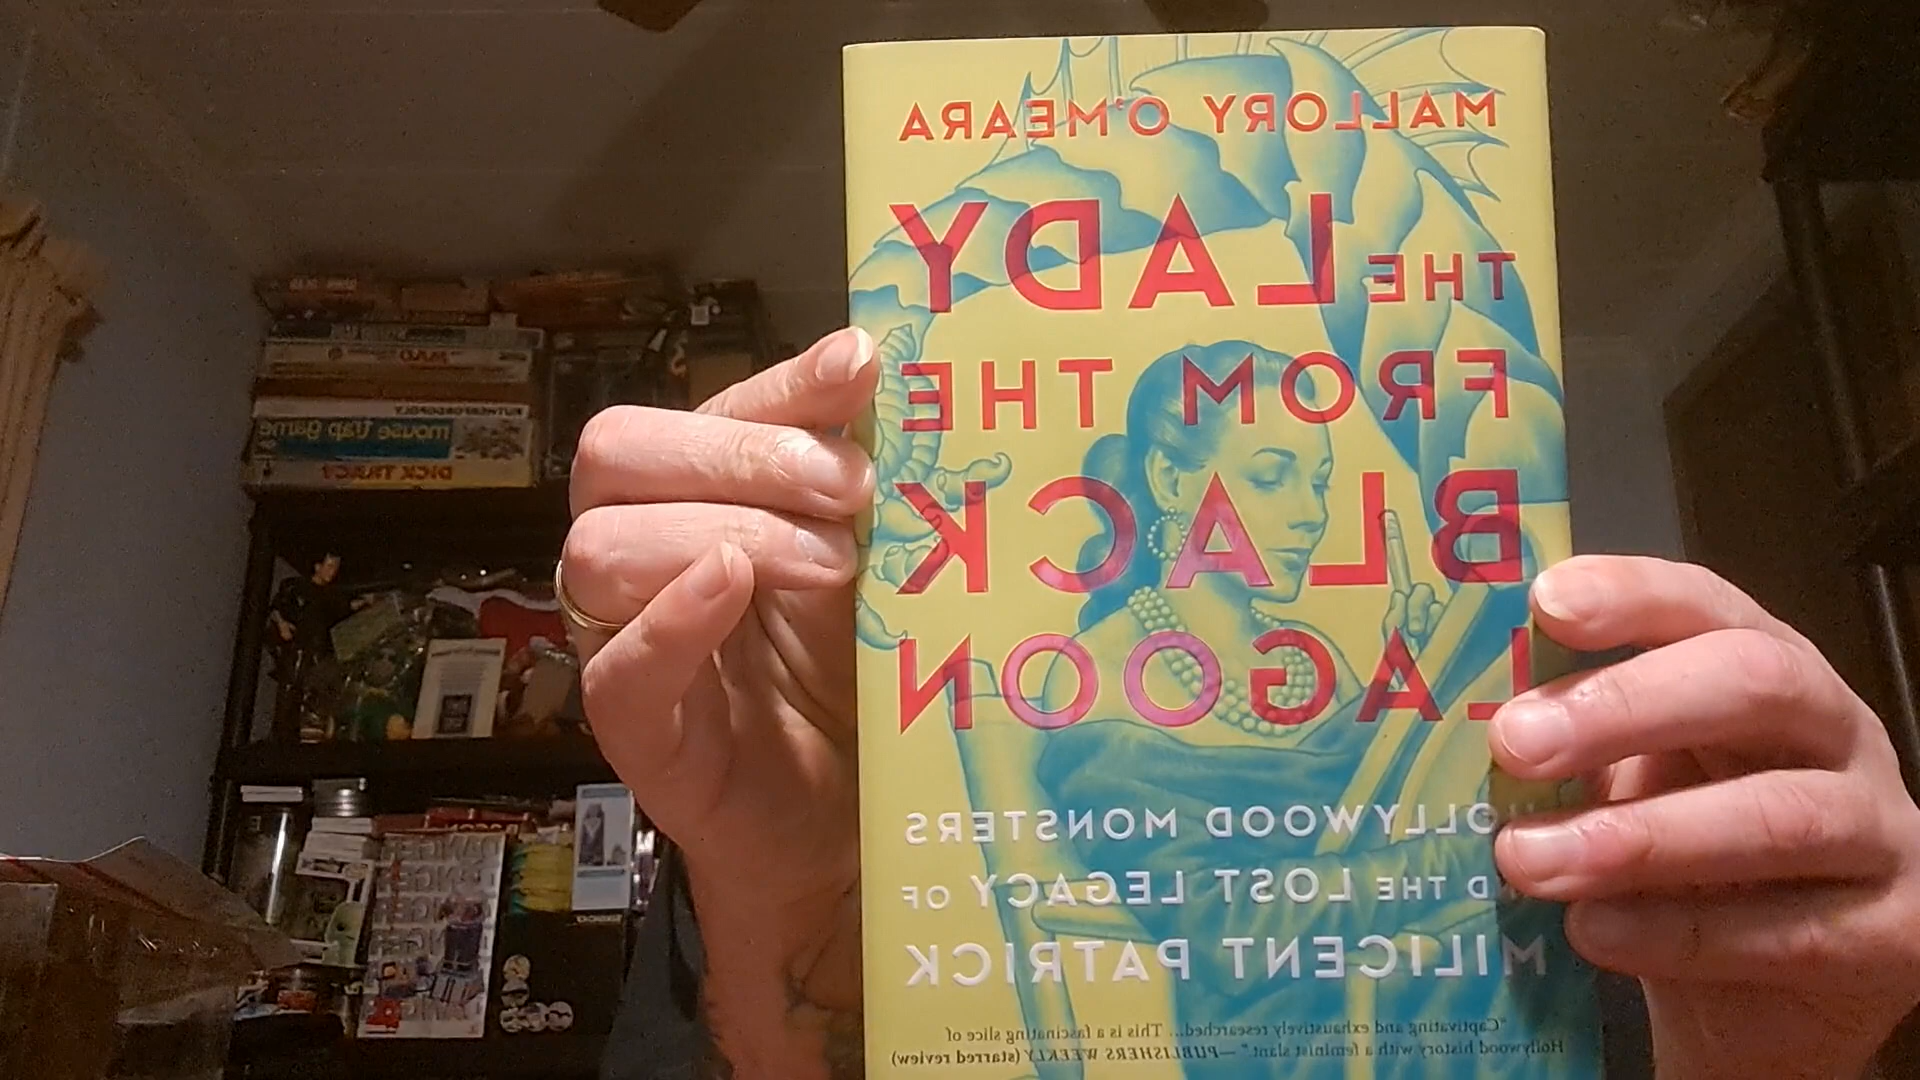 MALLORY O'MEARA
THE LADY
FROM THE
BLACK
LAGOON
OLLYWOOD MONSTERS
D THE LOST LEGACY OF
MILICENT PATRICK
"Captivating and exhaustively researched... This is a fascinating slice of
Hollywood history with a feminist slant." —PUBLISHERS WEEKLY (starred review)
RUTHERFORDOPOLY
mouse trap game
DICK TRACY
DANGER